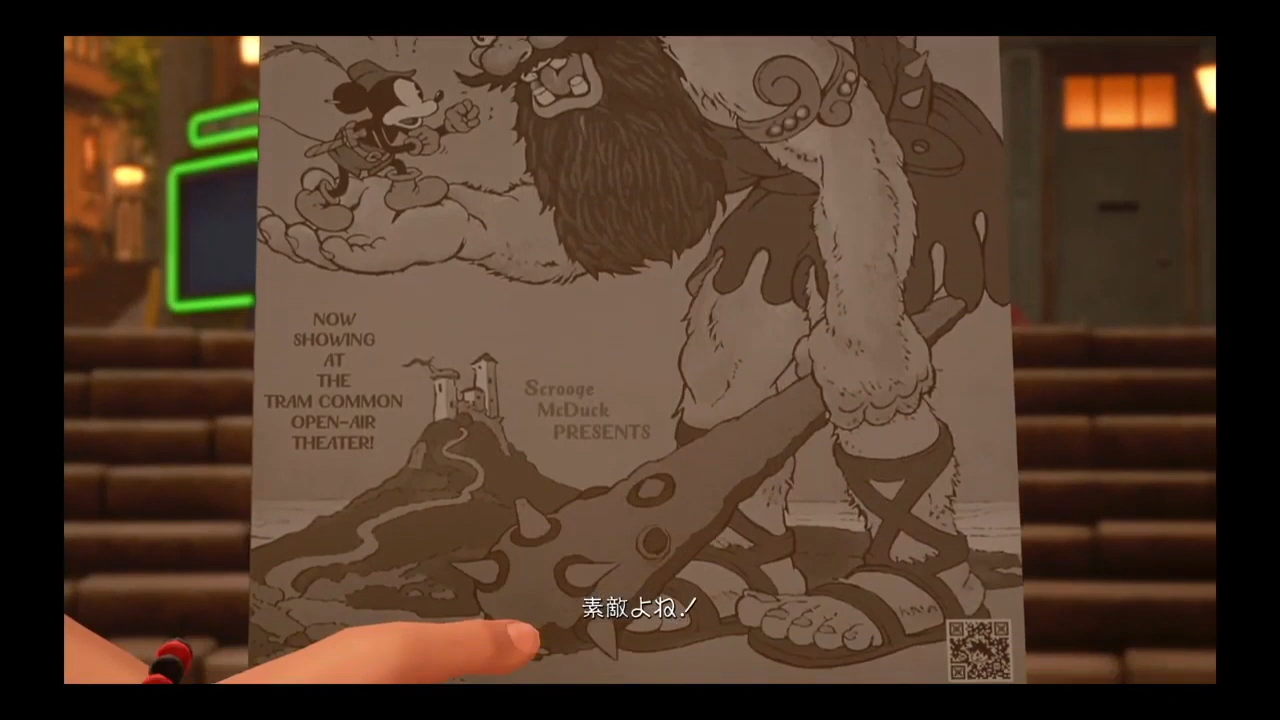 NOW
SHOWING
AT
THE
TRAM COMMON
OPEN-AIR
THEATER!
Scrooge
McDuck
PRESENTS
素敵よね！